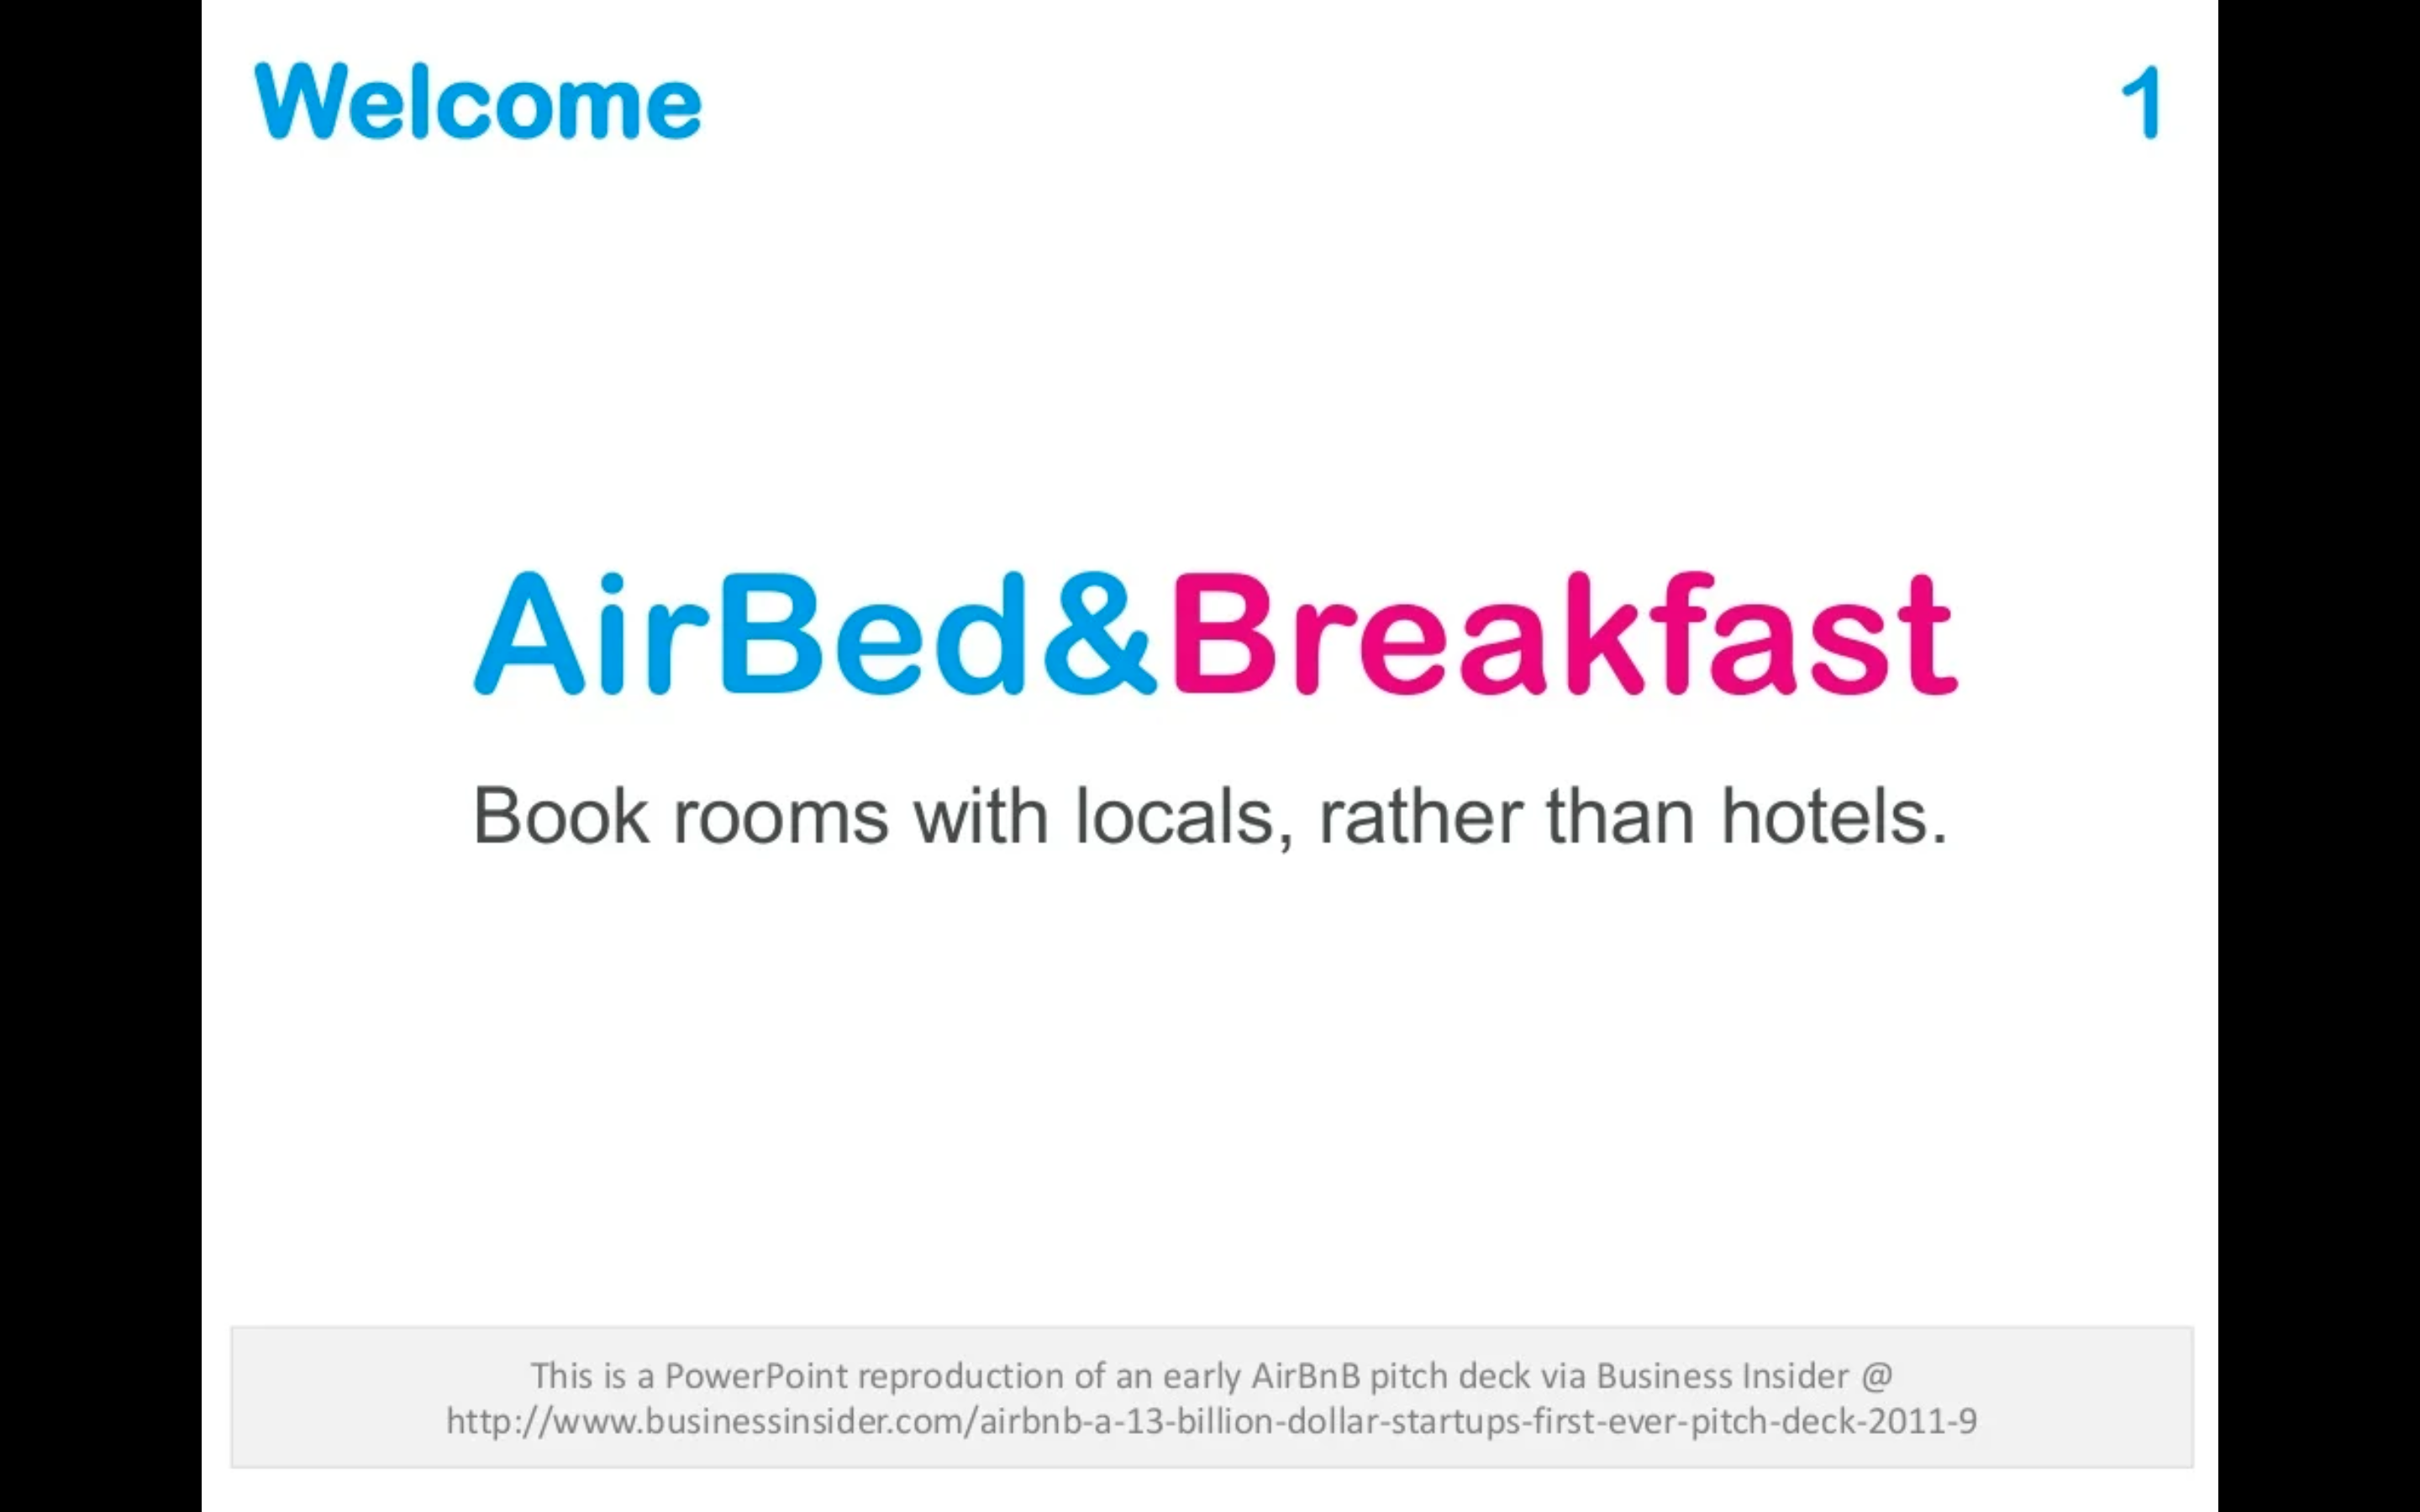 Welcome
1
AirBed&Breakfast
Book rooms with locals, rather than hotels.
This is a PowerPoint reproduction of an early AirBnB pitch deck via Business Insider @
http://www.businessinsider.com/airbnb-a-13-billion-dollar-startups-first-ever-pitch-deck-2011-9